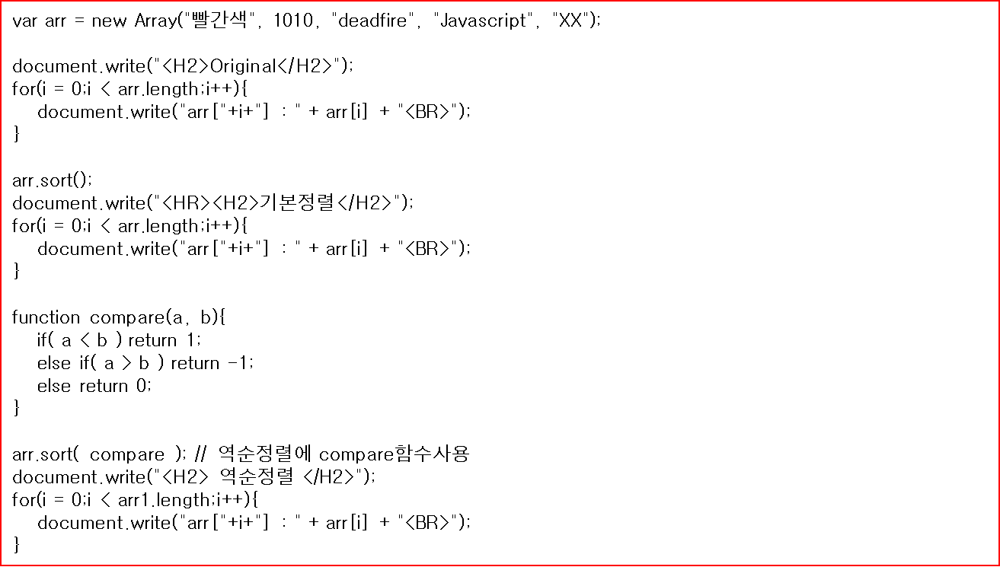 var arr = new Array("빨간색", 1010, "deadfire", "Javascript", "XX");
document.write("<H2>Original</H2>");
for(i = 0;i < arr.length;i++){
document.write("arr["+i+"] : " + arr[i] + "<BR>");
}
arr.sort();
document.write("<HR><H2>기본정렬</H2>");
for(i = 0;i < arr.length;i++){
document.write("arr["+i+"] : " + arr[i] + "<BR>");
}
function compare(a, b){
if( a < b ) return 1;
else if( a > b ) return -1;
else return 0;
}
arr.sort( compare ); // 역순정렬에 compare함수사용
document.write("<H2> 역순정렬 </H2>");
for(i = 0;i < arr1.length;i++){
document.write("arr["+i+"] : " + arr[i] + "<BR>");
}